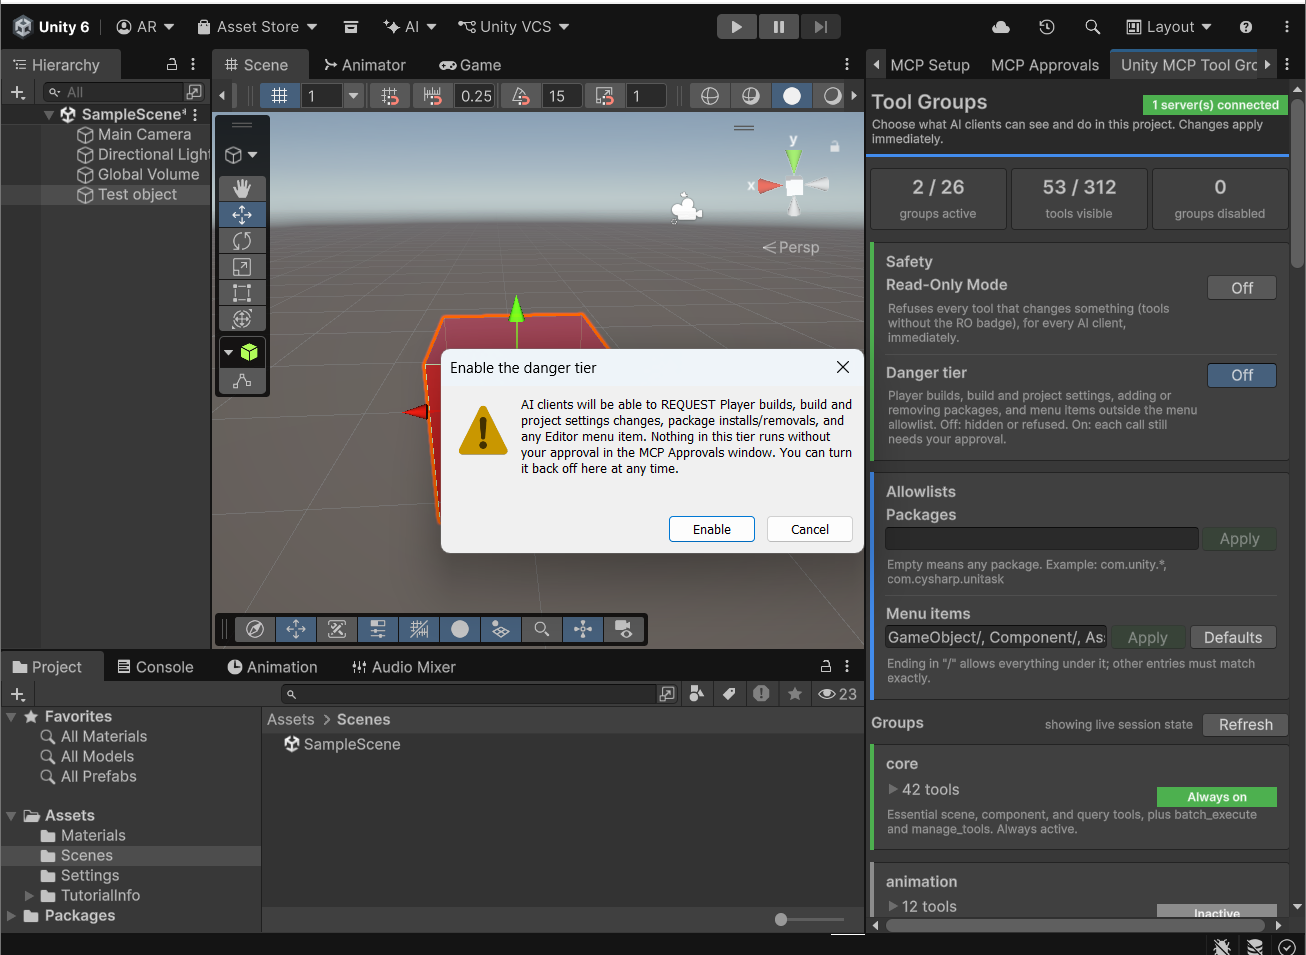 Unity 6
AR
Asset Store
AI
Unity VCS
Layout
Hierarchy
Scene
Animator
Game
MCP Setup
MCP Approvals
Unity MCP Tool Gro
All
1
0.25
15
1
SampleScene*
Main Camera
Directional Light
Global Volume
Test object
y
x
Persp
Tool Groups
1 server(s) connected
Choose what AI clients can see and do in this project. Changes apply
immediately.
2 / 26
groups active
53 / 312
tools visible
0
groups disabled
Safety
Read-Only Mode
Off
Refuses every tool that changes something (tools
without the RO badge), for every AI client,
immediately.
Danger tier
Off
Player builds, build and project settings, adding or
removing packages, and menu items outside the menu
allowlist. Off: hidden or refused. On: each call still
needs your approval.
Enable the danger tier
AI clients will be able to REQUEST Player builds, build and
project settings changes, package installs/removals, and
any Editor menu item. Nothing in this tier runs without
your approval in the MCP Approvals window. You can turn
it back off here at any time.
Enable
Cancel
Allowlists
Packages
Apply
Empty means any package. Example: com.unity.*,
com.cysharp.unitask
Menu items
GameObject/, Component/, As
Apply
Defaults
Ending in "/" allows everything under it; other entries must match
exactly.
Groups
showing live session state
Refresh
core
42 tools
Always on
Essential scene, component, and query tools, plus batch_execute
and manage_tools. Always active.
animation
12 tools
Inactive
Project
Console
Animation
Audio Mixer
23
Favorites
All Materials
All Models
All Prefabs
Assets
Materials
Scenes
Settings
TutorialInfo
Packages
Assets > Scenes
SampleScene